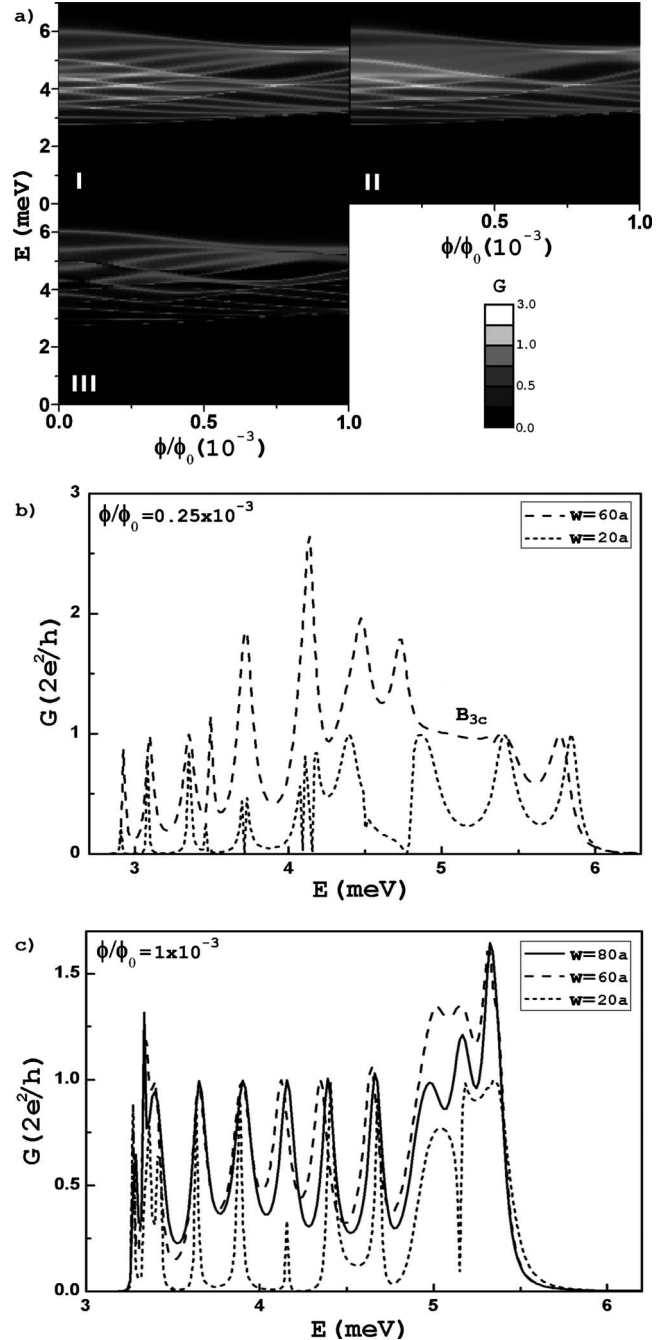 a)
6
4
2
0
I
II
0.5
1.0
ϕ/ϕ0(10-3)
E (meV)
6
4
2
0
III
0.0
0.5
1.0
ϕ/ϕ0(10-3)
G
3.0
1.0
0.5
0.0
b)
ϕ/ϕ0=0.25x10-3
w=60a
w=20a
B3c
G(2e2/h)
3
2
1
0
3
4
5
6
E (meV)
c)
ϕ/ϕ0=1x10-3
w=80a
w=60a
w=20a
G(2e2/h)
1.5
1.0
0.5
0.0
3
4
5
6
E (meV)